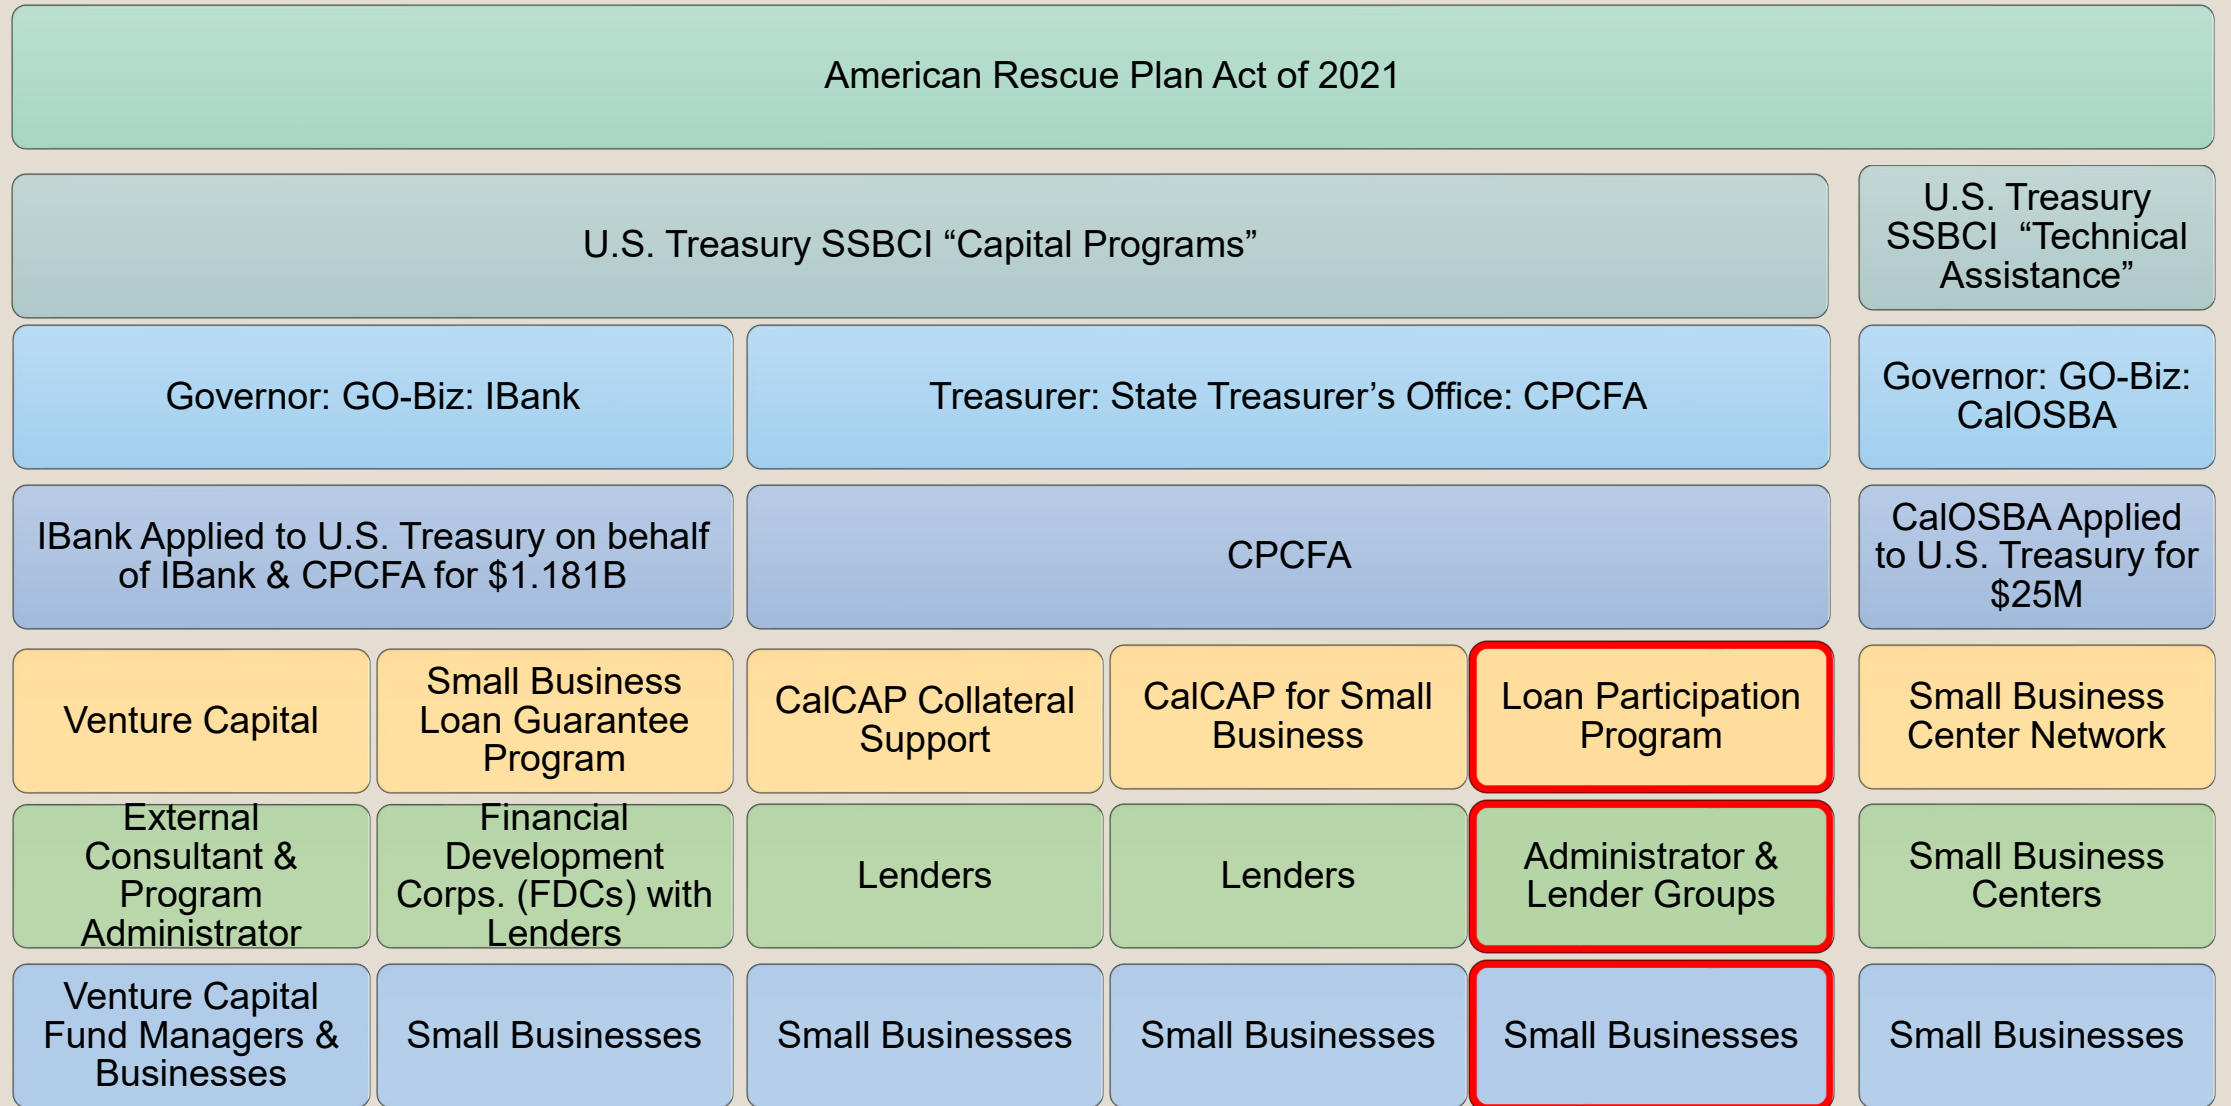 American Rescue Plan Act of 2021
U.S. Treasury SSBCI “Capital Programs”
U.S. Treasury
SSBCI  “Technical
Assistance”
Governor: GO-Biz: IBank
Treasurer: State Treasurer’s Office: CPCFA
Governor: GO-Biz:
CalOSBA
IBank Applied to U.S. Treasury on behalf
of IBank & CPCFA for $1.181B
CPCFA
CalOSBA Applied
to U.S. Treasury for
$25M
Venture Capital
Small Business
Loan Guarantee
Program
CalCAP Collateral
Support
CalCAP for Small
Business
Loan Participation
Program
Small Business
Center Network
External
Consultant &
Program
Administrator
Financial
Development
Corps. (FDCs) with
Lenders
Lenders
Lenders
Administrator &
Lender Groups
Small Business
Centers
Venture Capital
Fund Managers &
Businesses
Small Businesses
Small Businesses
Small Businesses
Small Businesses
Small Businesses